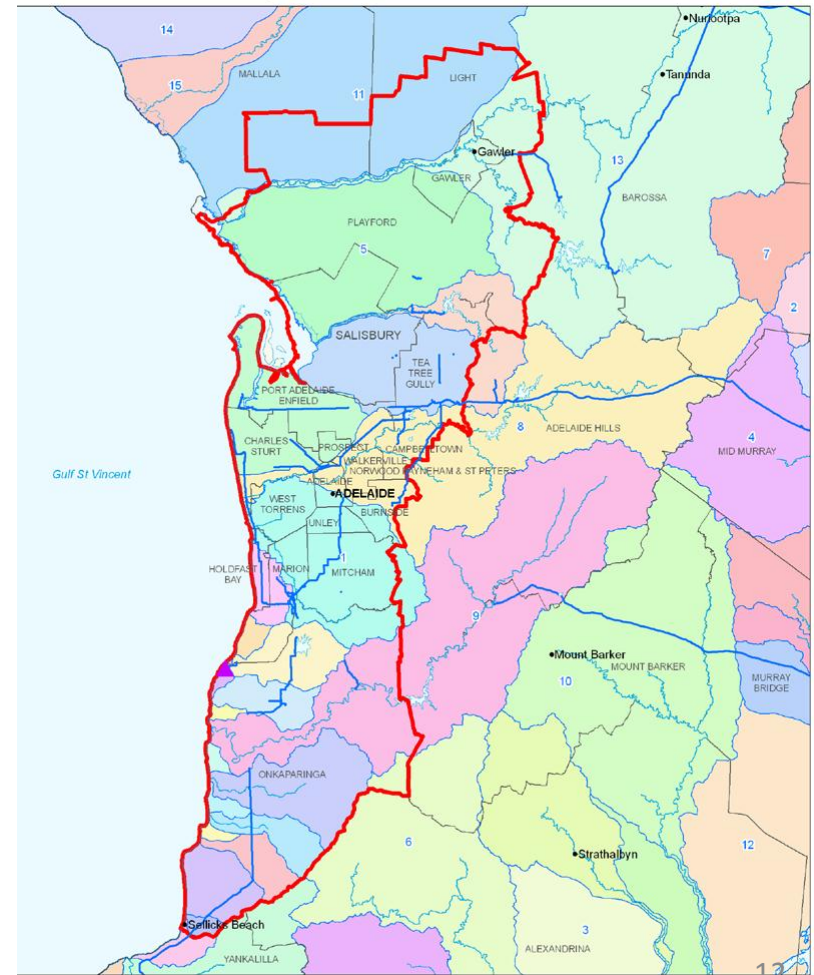 14
Nuriootpa
MALLALA
LIGHT
Tanunda
15
11
Gawler
13
GAWLER
BAROSSA
PLAYFORD
5
7
2
SALISBURY
TEA
TREE
GULLY
PORT ADELAIDE
ENFIELD
8
ADELAIDE HILLS
4
MID MURRAY
CHARLES
STURT
PROSPECT
CAMPBELLTOWN
WALKERVILLE
NORWOOD PAYNEHAM & ST PETERS
Gulf St Vincent
ADELAIDE
ADELAIDE
WEST
TORRENS
BURNSIDE
UNLEY
1
HOLDFAST
BAY
MARION
MITCHAM
9
Mount Barker
MOUNT BARKER
10
MURRAY
BRIDGE
ONKAPARINGA
6
12
Strathalbyn
Sellicks Beach
3
YANKALILLA
ALEXANDRINA
13